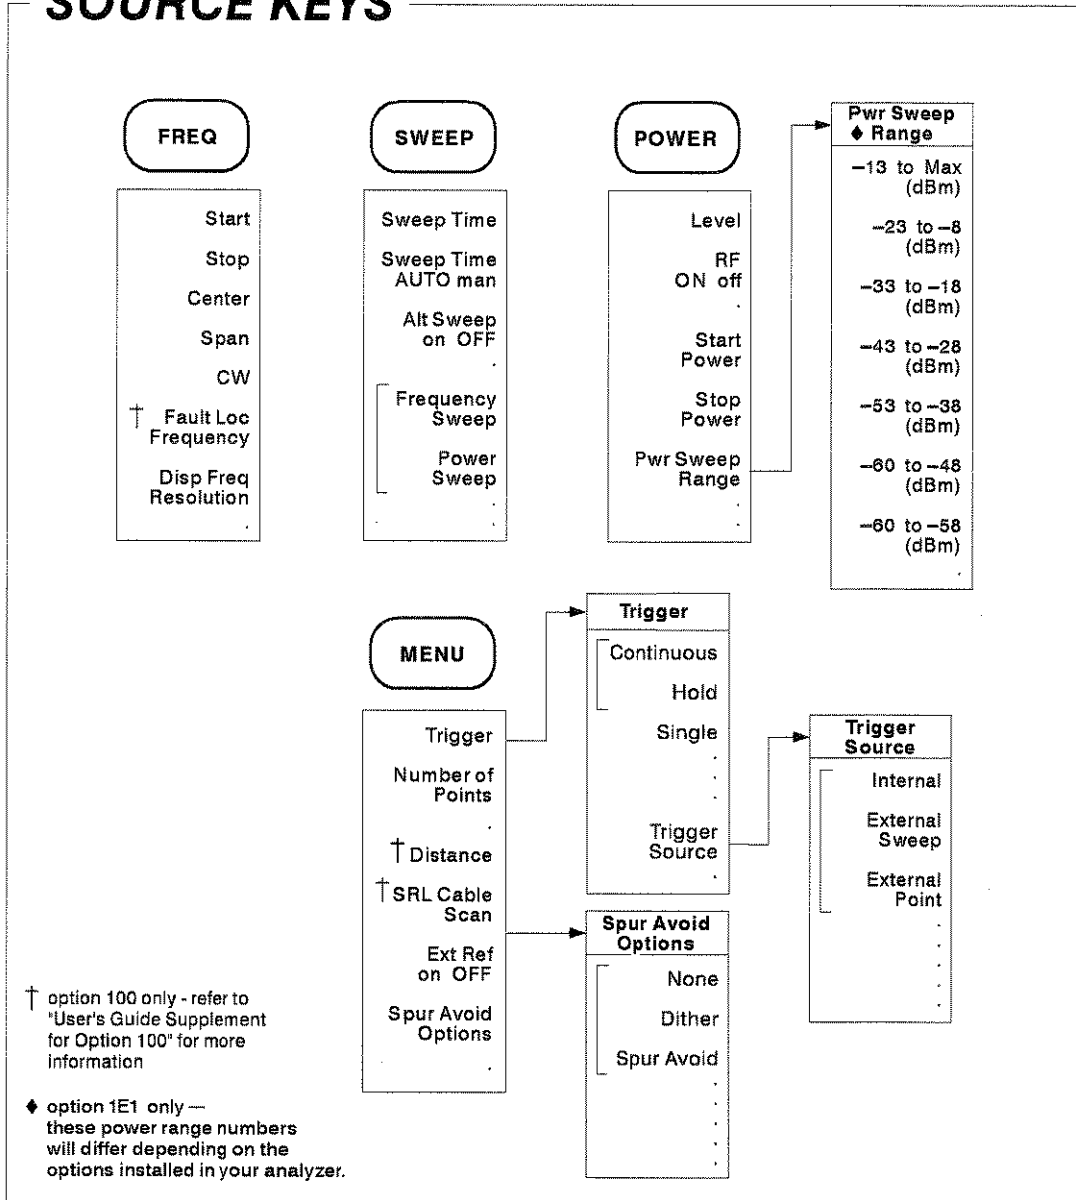 SOURCE KEYS
FREQ
Start
Stop
Center
Span
CW
† Fault Loc
Frequency
Disp Freq
Resolution
SWEEP
Sweep Time
Sweep Time
AUTO man
Alt Sweep
on OFF
Frequency
Sweep
Power
Sweep
POWER
Level
RF
ON off
Start
Power
Stop
Power
Pwr Sweep
Range
Pwr Sweep
♦ Range
–13 to Max
(dBm)
–23 to –8
(dBm)
–33 to –18
(dBm)
–43 to –28
(dBm)
–53 to –38
(dBm)
–60 to –48
(dBm)
–60 to –58
(dBm)
MENU
Trigger
Number of
Points
† Distance
† SRL Cable
Scan
Ext Ref
on OFF
Spur Avoid
Options
Trigger
Continuous
Hold
Single
Trigger
Source
Trigger
Source
Internal
External
Sweep
External
Point
Spur Avoid
Options
None
Dither
Spur Avoid
† option 100 only - refer to
"User's Guide Supplement
for Option 100" for more
information
♦ option 1E1 only —
these power range numbers
will differ depending on the
options installed in your analyzer.